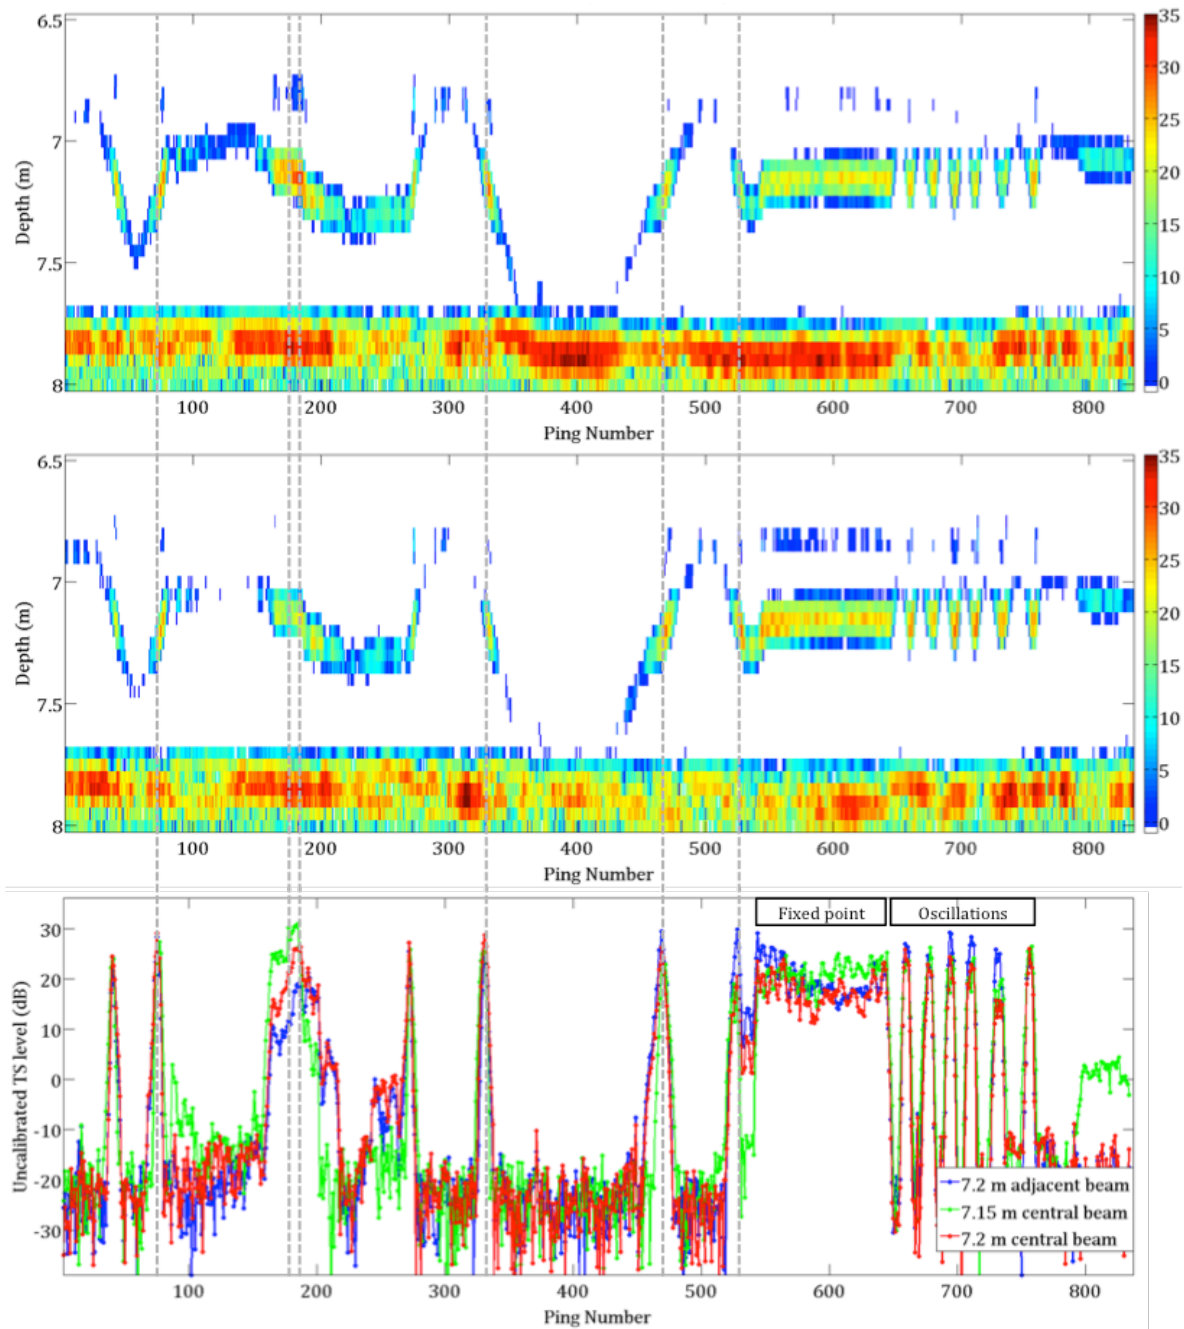 6.5
7
7.5
8
Depth (m)
100 200 300 400 500 600 700 800
Ping Number
35
30
25
20
15
10
5
0
6.5
7
7.5
8
Depth (m)
100 200 300 400 500 600 700 800
Ping Number
35
30
25
20
15
10
5
0
Fixed point
Oscillations
30
20
10
0
-10
-20
-30
Uncalibrated TS level (dB)
7.2 m adjacent beam
7.15 m central beam
7.2 m central beam
100 200 300 400 500 600 700 800
Ping Number